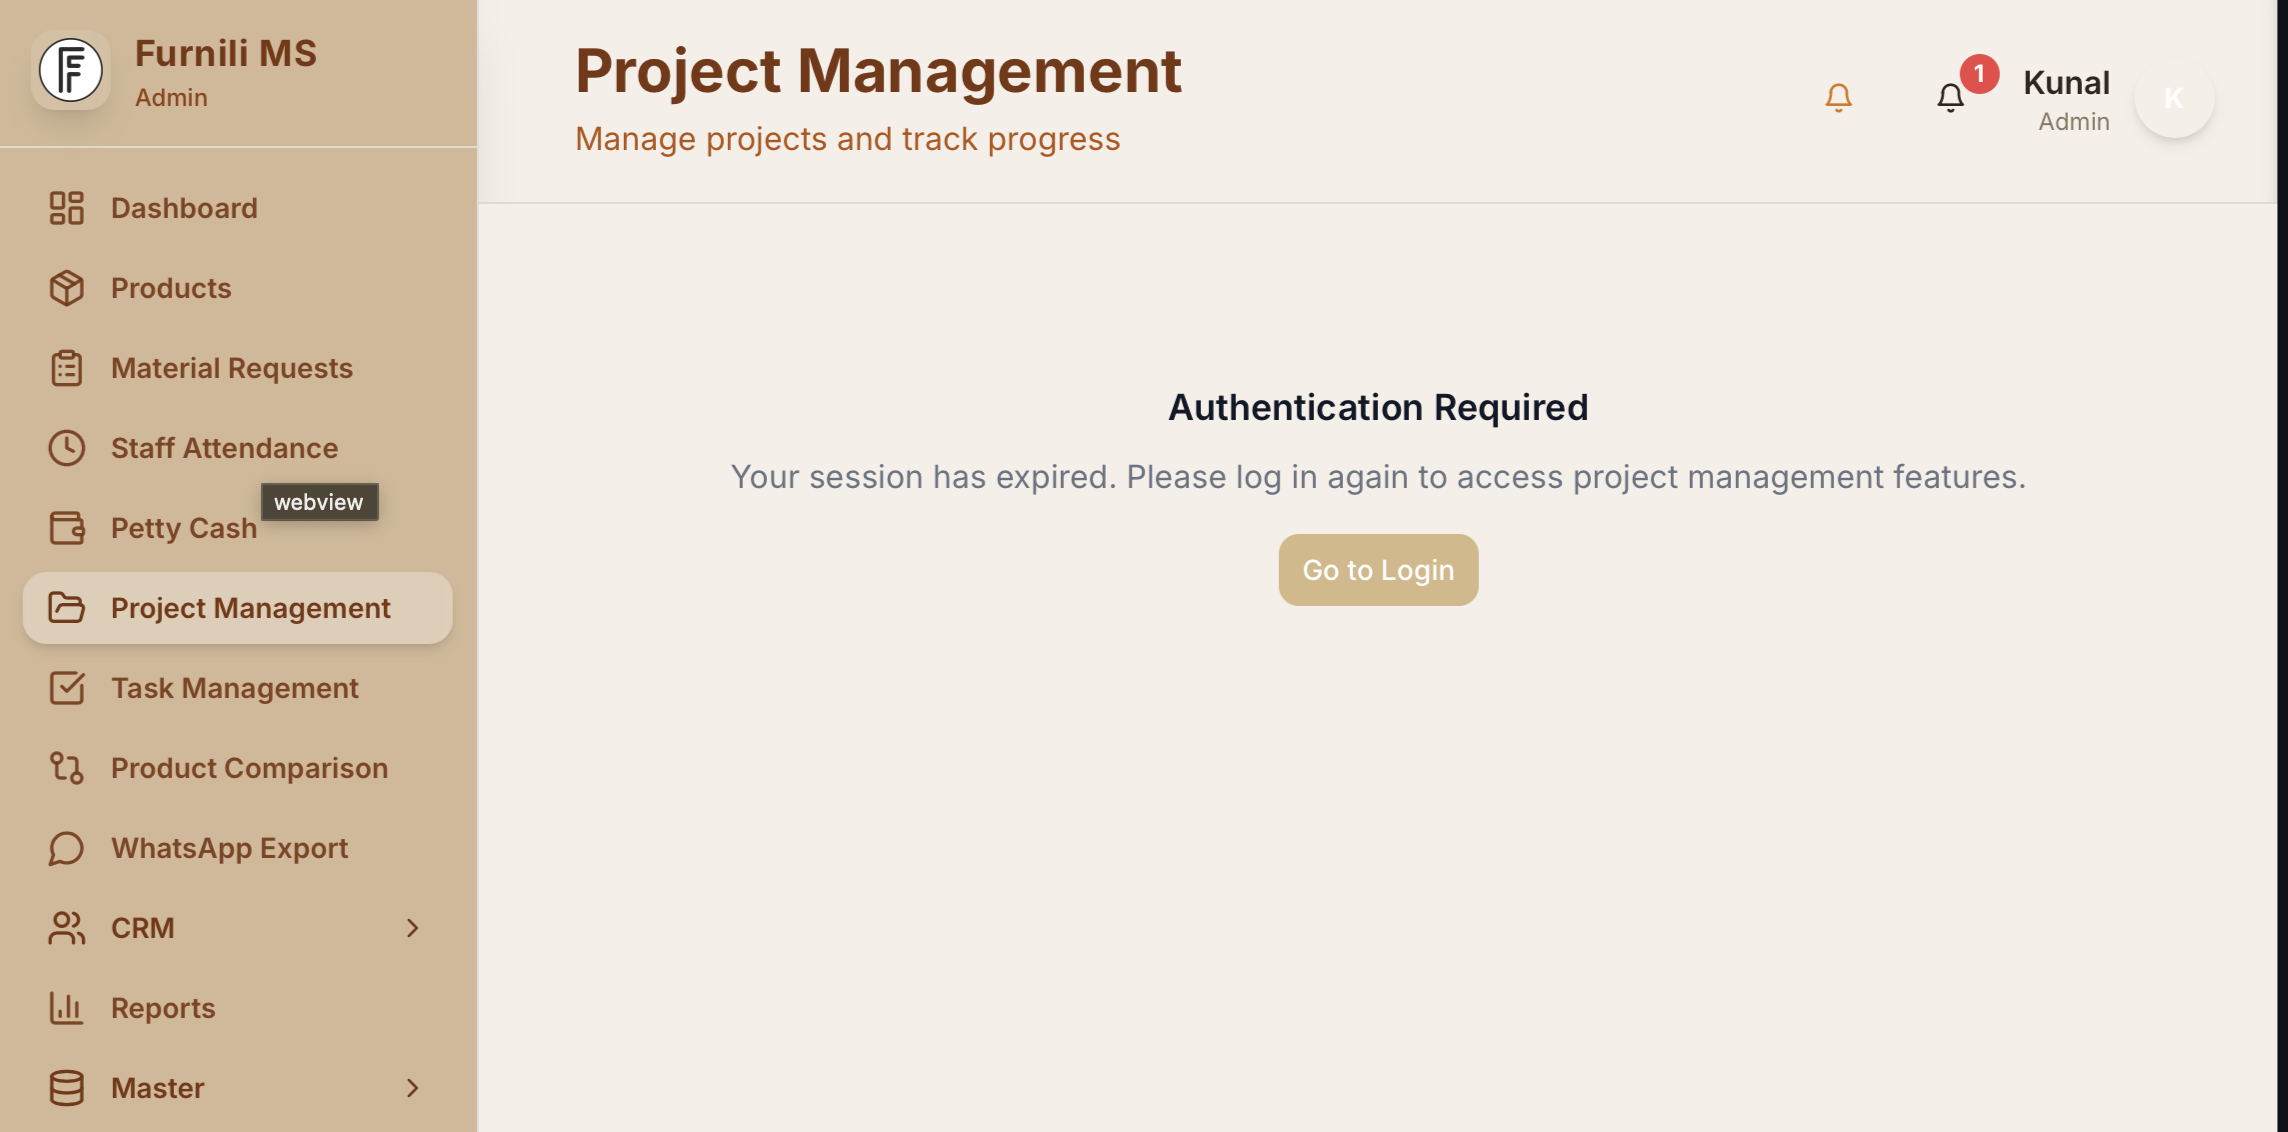 Furnili MS
Admin
Dashboard
Products
Material Requests
Staff Attendance
webview
Petty Cash
Project Management
Task Management
Product Comparison
WhatsApp Export
CRM
Reports
Master
Project Management
Manage projects and track progress
1
Kunal
Admin
K
Authentication Required
Your session has expired. Please log in again to access project management features.
Go to Login